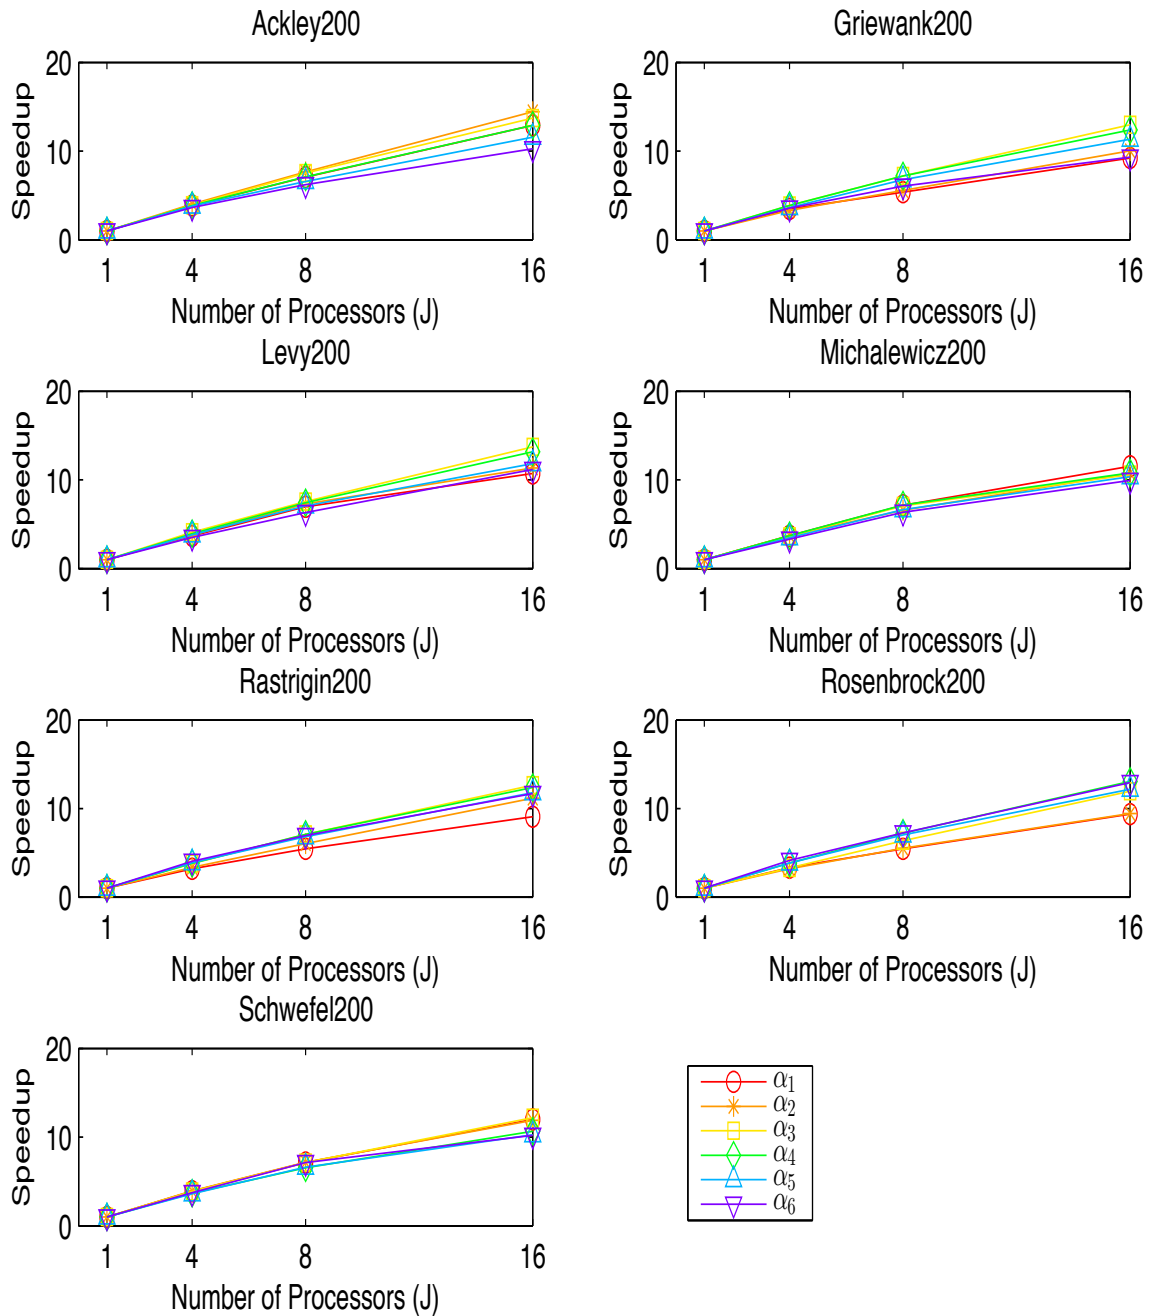 Ackley200
Speedup
20
10
0
1 4 8 16
Number of Processors (J)
Griewank200
Speedup
20
10
0
1 4 8 16
Number of Processors (J)
Levy200
Speedup
20
10
0
1 4 8 16
Number of Processors (J)
Michalewicz200
Speedup
20
10
0
1 4 8 16
Number of Processors (J)
Rastrigin200
Speedup
20
10
0
1 4 8 16
Number of Processors (J)
Rosenbrock200
Speedup
20
10
0
1 4 8 16
Number of Processors (J)
Schwefel200
Speedup
20
10
0
1 4 8 16
Number of Processors (J)
α1
α2
α3
α4
α5
α6